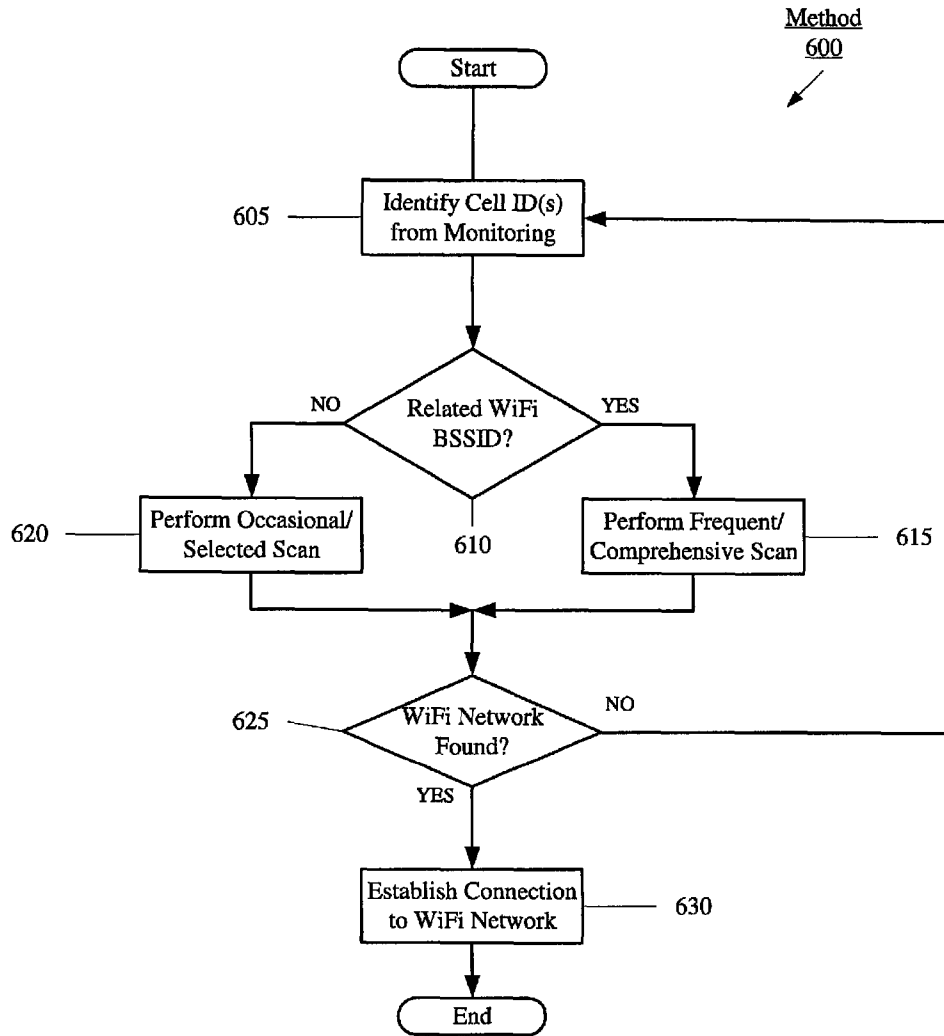 Method
600
Start
605
Identify Cell ID(s)
from Monitoring
NO
YES
Related WiFi
BSSID?
620
Perform Occasional/
Selected Scan
610
Perform Frequent/
Comprehensive Scan
615
625
WiFi Network
Found?
NO
YES
Establish Connection
to WiFi Network
630
End